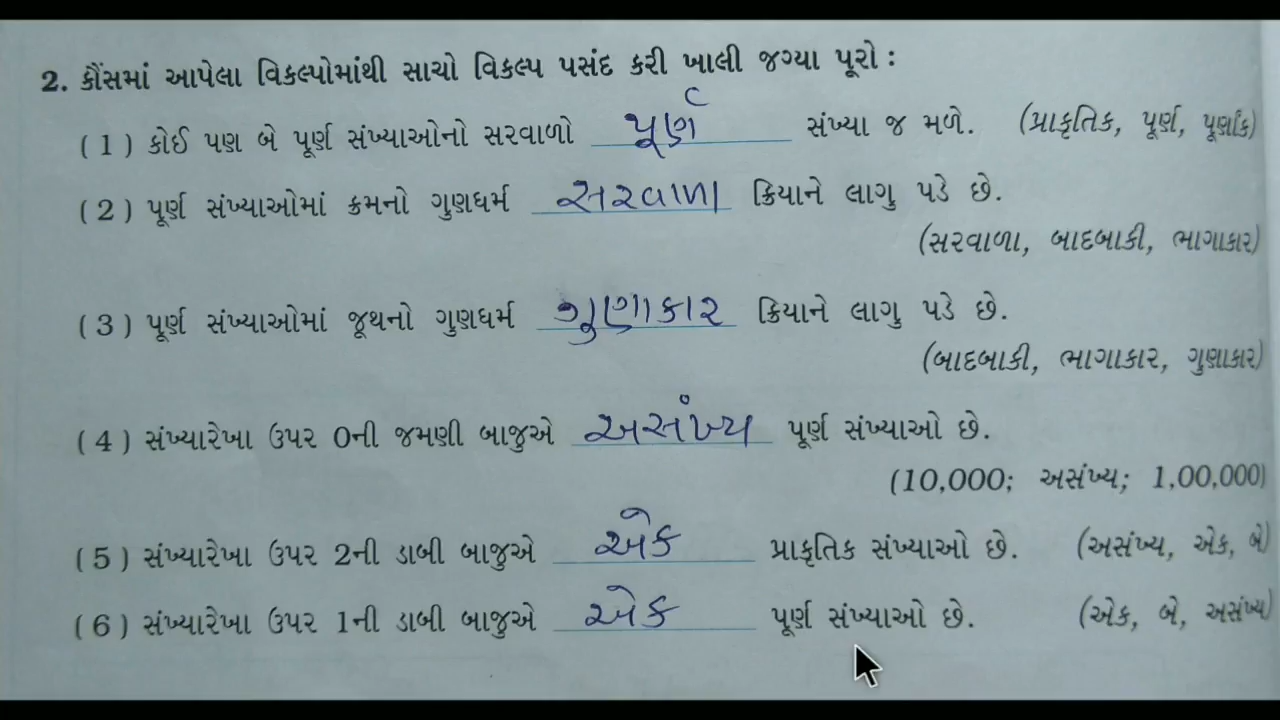 2. કૌંસમાં આપેલા વિકલ્પોમાંથી સાચો વિકલ્પ પસંદ કરી ખાલી જગ્યા પૂરો :
(1) કોઈ પણ બે પૂર્ણ સંખ્યાઓનો સરવાળો પૂર્ણ સંખ્યા જ મળે. (પ્રાકૃતિક, પૂર્ણ, પૂર્ણાંક)
(2) પૂર્ણ સંખ્યાઓમાં ક્રમનો ગુણધર્મ સરવાળા ક્રિયાને લાગુ પડે છે.
(સરવાળા, બાદબાકી, ભાગાકાર)
(3) પૂર્ણ સંખ્યાઓમાં જૂથનો ગુણધર્મ ગુણાકાર ક્રિયાને લાગુ પડે છે.
(બાદબાકી, ભાગાકાર, ગુણાકાર)
(4) સંખ્યારેખા ઉપર 0ની જમણી બાજુએ અસંખ્ય પૂર્ણ સંખ્યાઓ છે.
(10,000; અસંખ્ય; 1,00,000)
(5) સંખ્યારેખા ઉપર 2ની ડાબી બાજુએ એક પ્રાકૃતિક સંખ્યાઓ છે. (અસંખ્ય, એક, બે)
(6) સંખ્યારેખા ઉપર 1ની ડાબી બાજુએ એક પૂર્ણ સંખ્યાઓ છે. (એક, બે, અસંખ્ય)